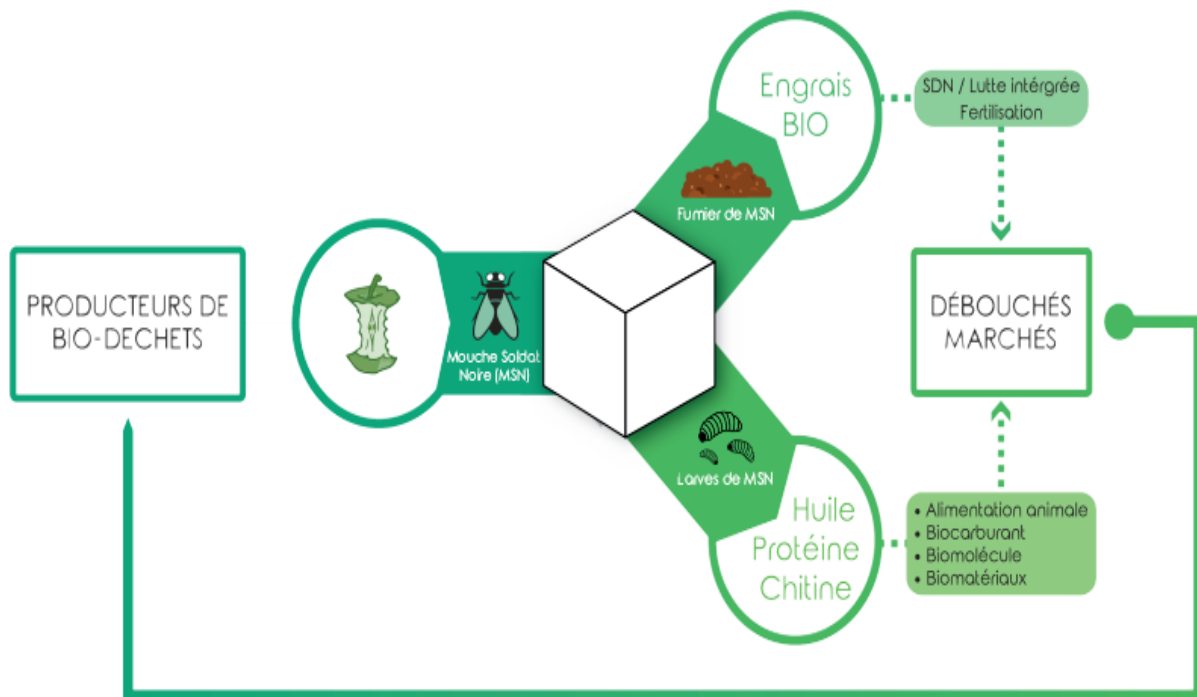 PRODUCTEURS DE
BIO-DECHETS
Mouche Soldat
Noire (MSN)
Fumier de MSN
Engrais
BIO
SDN / Lutte intérgrée
Fertilisation
DÉBOUCHÉS
MARCHÉS
Larves de MSN
Huile
Protéine
Chitine
• Alimentation animale
• Biocarburant
• Biomolécule
• Biomatériaux